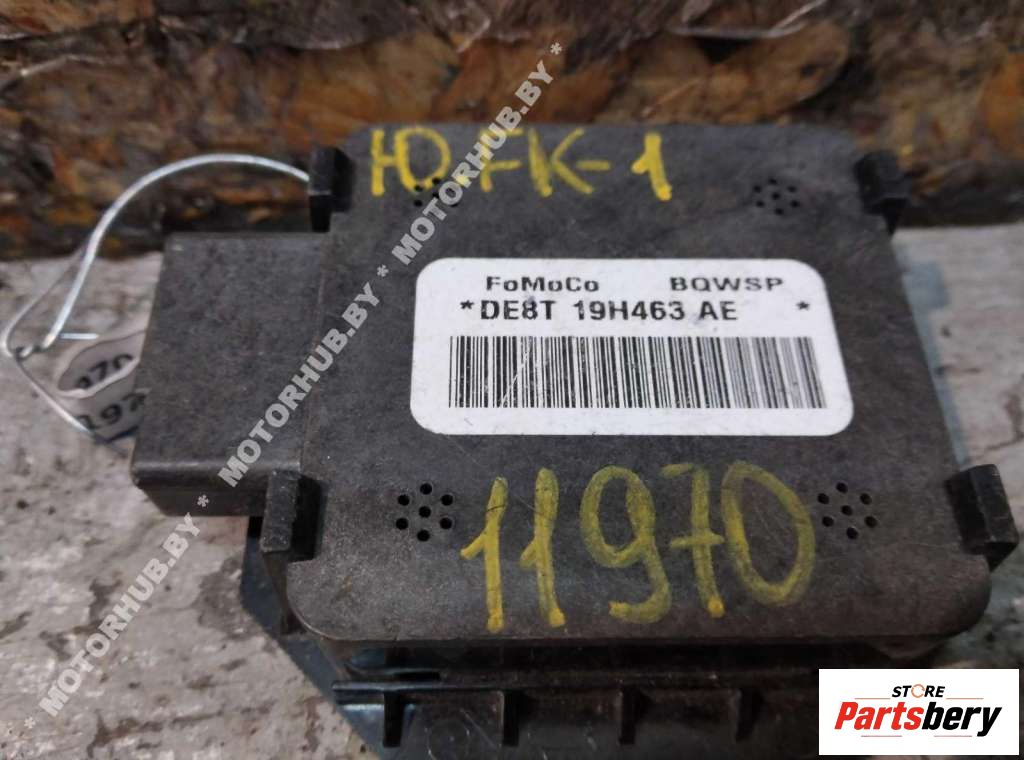 Ю.FK-1
FoMoCo BQWSP
*DE8T 19H463 AE *
11970
* MOTORHUB.BY * MOTORHUB.BY * MOTORHUB.BY * MOTORHUB.BY *
STORE
Partsbery